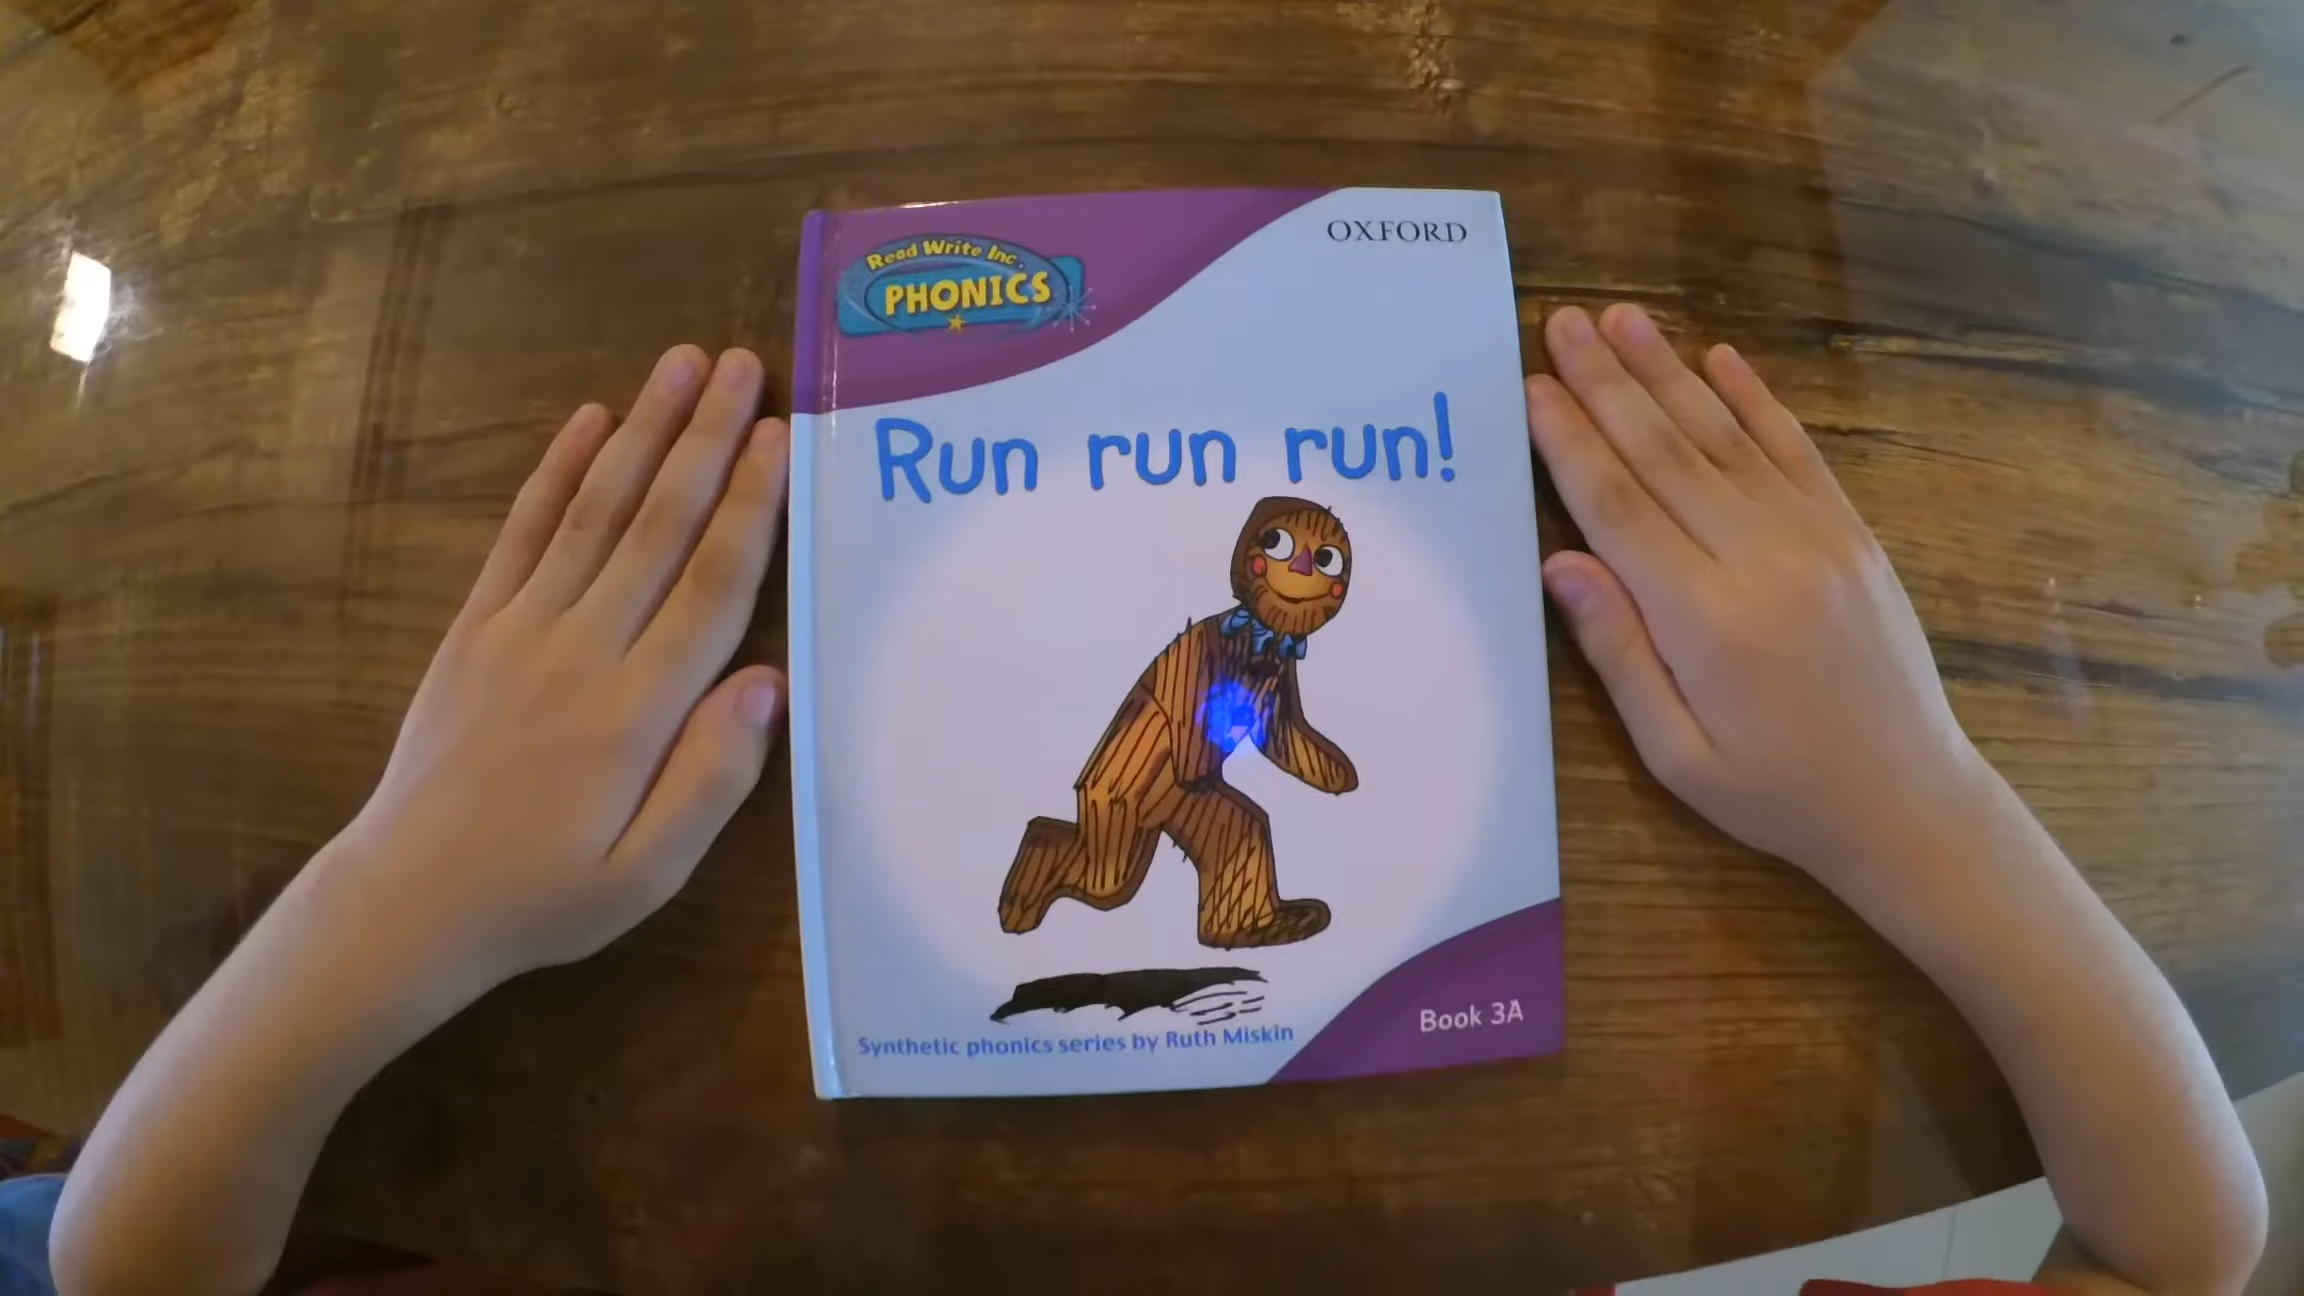 Read Write Inc.
PHONICS
OXFORD
Run run run!
Synthetic phonics series by Ruth Miskin
Book 3A